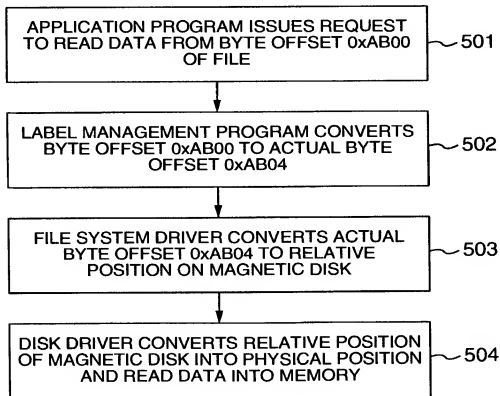 APPLICATION PROGRAM ISSUES REQUEST
TO READ DATA FROM BYTE OFFSET 0xAB00
OF FILE
501
LABEL MANAGEMENT PROGRAM CONVERTS
BYTE OFFSET 0xAB00 TO ACTUAL BYTE
OFFSET 0xAB04
502
FILE SYSTEM DRIVER CONVERTS ACTUAL
BYTE OFFSET 0xAB04 TO RELATIVE
POSITION ON MAGNETIC DISK
503
DISK DRIVER CONVERTS RELATIVE POSITION
OF MAGNETIC DISK INTO PHYSICAL POSITION
AND READ DATA INTO MEMORY
504